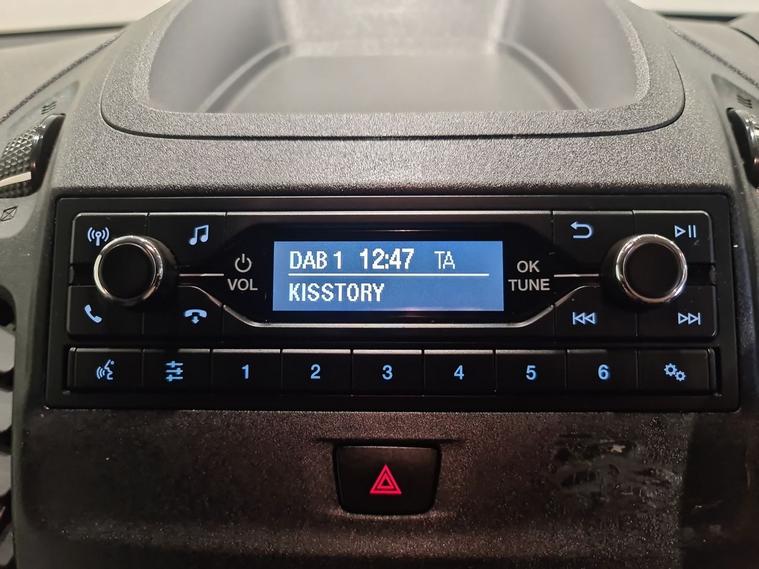 DAB 1 12:47 TA
KISSTORY
VOL
OK
TUNE
1 2 3 4 5 6